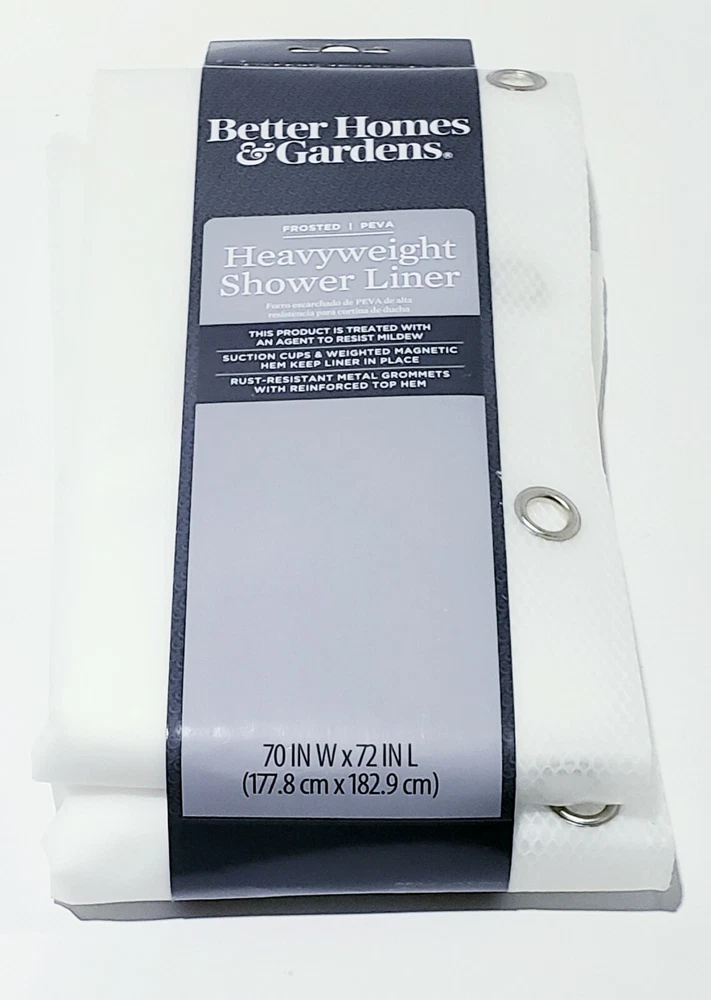 Better Homes
& Gardens®
FROSTED | PEVA
Heavyweight
Shower Liner
Forro escarchado de PEVA de alta
resistencia para cortina de ducha
THIS PRODUCT IS TREATED WITH
AN AGENT TO RESIST MILDEW
SUCTION CUPS & WEIGHTED MAGNETIC
HEM KEEP LINER IN PLACE
RUST-RESISTANT METAL GROMMETS
WITH REINFORCED TOP HEM
70 IN W x 72 IN L
(177.8 cm x 182.9 cm)